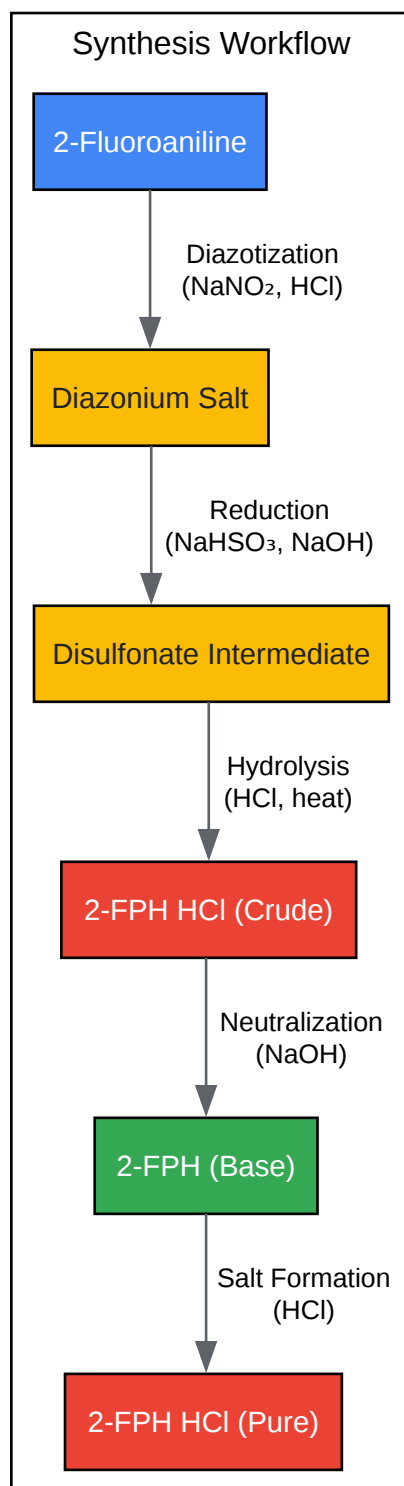 Synthesis Workflow
2-Fluoroaniline
Diazotization
(NaNO₂, HCl)
Diazonium Salt
Reduction
(NaHSO₃, NaOH)
Disulfonate Intermediate
Hydrolysis
(HCl, heat)
2-FPH HCl (Crude)
Neutralization
(NaOH)
2-FPH (Base)
Salt Formation
(HCl)
2-FPH HCl (Pure)